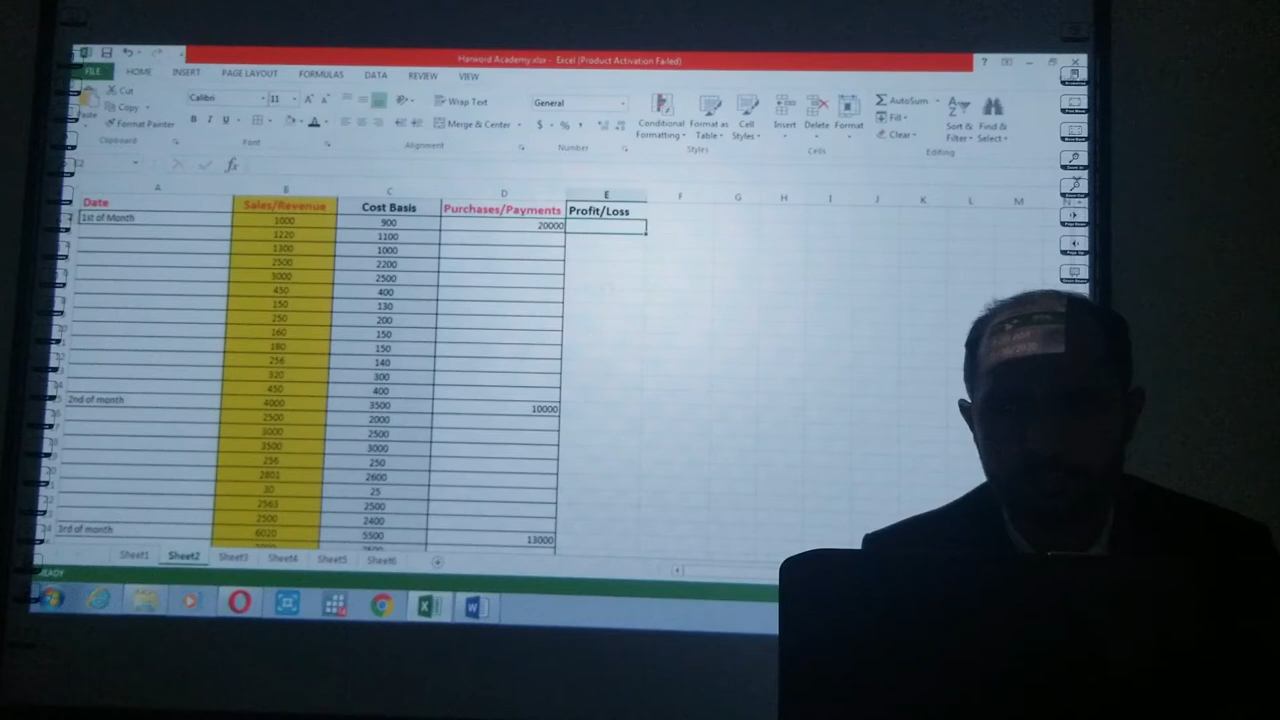 Harword Academy.xlsx - Excel (Product Activation Failed)
FILE HOME INSERT PAGE LAYOUT FORMULAS DATA REVIEW VIEW
Cut
Copy
Format Painter
Clipboard
Calibri 11
B I U
Font
Wrap Text
Merge & Center
Alignment
General
$ % ,
Number
Conditional Formatting
Format as Table
Cell Styles
Styles
Insert Delete Format
Cells
AutoSum
Fill
Clear
Sort & Filter
Find & Select
Editing
fx
A B C D E F G H I J K L M N
Date Sales/Revenue Cost Basis Purchases/Payments Profit/Loss
1st of Month 1000 900 20000
1220 1100
1300 1000
2500 2200
3000 2500
450 400
150 130
250 200
160 150
180 150
256 140
320 300
450 400
2nd of month 4000 3500 10000
2500 2000
3000 2500
3500 3000
256 250
2801 2600
30 25
2563 2500
2500 2400
3rd of month 6020 5500 13000
Sheet1 Sheet2 Sheet3 Sheet4 Sheet5 Sheet6
READY